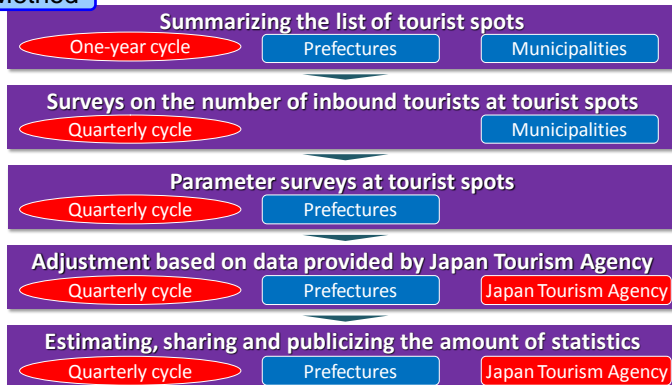 Method
Summarizing the list of tourist spots
One-year cycle Prefectures Municipalities
Surveys on the number of inbound tourists at tourist spots
Quarterly cycle Municipalities
Parameter surveys at tourist spots
Quarterly cycle Prefectures
Adjustment based on data provided by Japan Tourism Agency
Quarterly cycle Prefectures Japan Tourism Agency
Estimating, sharing and publicizing the amount of statistics
Quarterly cycle Prefectures Japan Tourism Agency